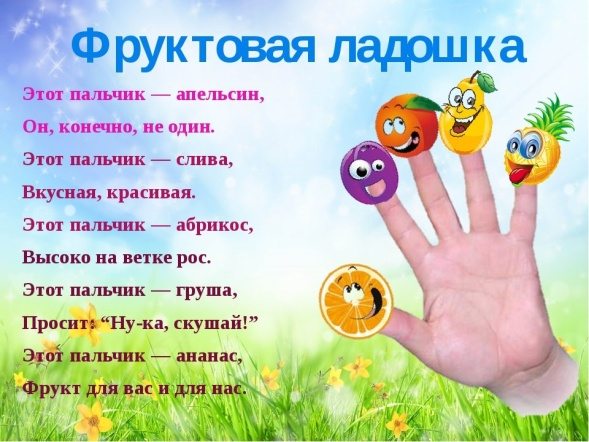 Фруктовая ладошка
Этот пальчик — апельсин,
Он, конечно, не один.
Этот пальчик — слива,
Вкусная, красивая.
Этот пальчик — абрикос,
Высоко на ветке рос.
Этот пальчик — груша,
Просит: “Ну-ка, скушай!”
Этот пальчик — ананас,
Фрукт для вас и для нас.